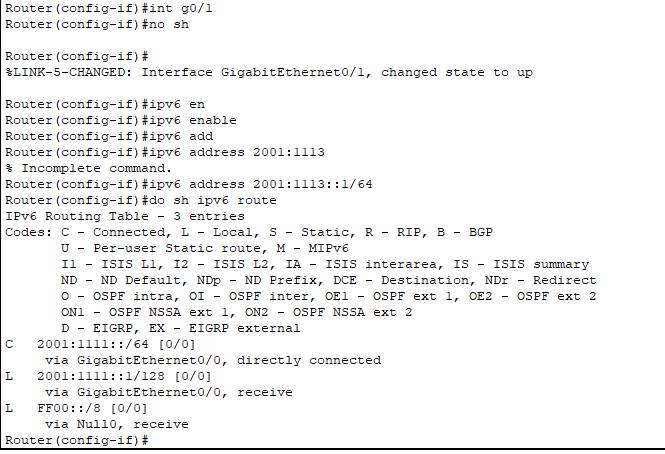 Router(config-if)#int g0/1
Router(config-if)#no sh
Router(config-if)#
%LINK-5-CHANGED: Interface GigabitEthernet0/1, changed state to up
Router(config-if)#ipv6 en
Router(config-if)#ipv6 enable
Router(config-if)#ipv6 add
Router(config-if)#ipv6 address 2001:1113
% Incomplete command.
Router(config-if)#ipv6 address 2001:1113::1/64
Router(config-if)#do sh ipv6 route
IPv6 Routing Table - 3 entries
Codes: C - Connected, L - Local, S - Static, R - RIP, B - BGP
U - Per-user Static route, M - MIPv6
I1 - ISIS L1, I2 - ISIS L2, IA - ISIS interarea, IS - ISIS summary
ND - ND Default, NDp - ND Prefix, DCE - Destination, NDr - Redirect
O - OSPF intra, OI - OSPF inter, OE1 - OSPF ext 1, OE2 - OSPF ext 2
ON1 - OSPF NSSA ext 1, ON2 - OSPF NSSA ext 2
D - EIGRP, EX - EIGRP external
C 2001:1111::/64 [0/0]
via GigabitEthernet0/0, directly connected
L 2001:1111::1/128 [0/0]
via GigabitEthernet0/0, receive
L FF00::/8 [0/0]
via Null0, receive
Router(config-if)#